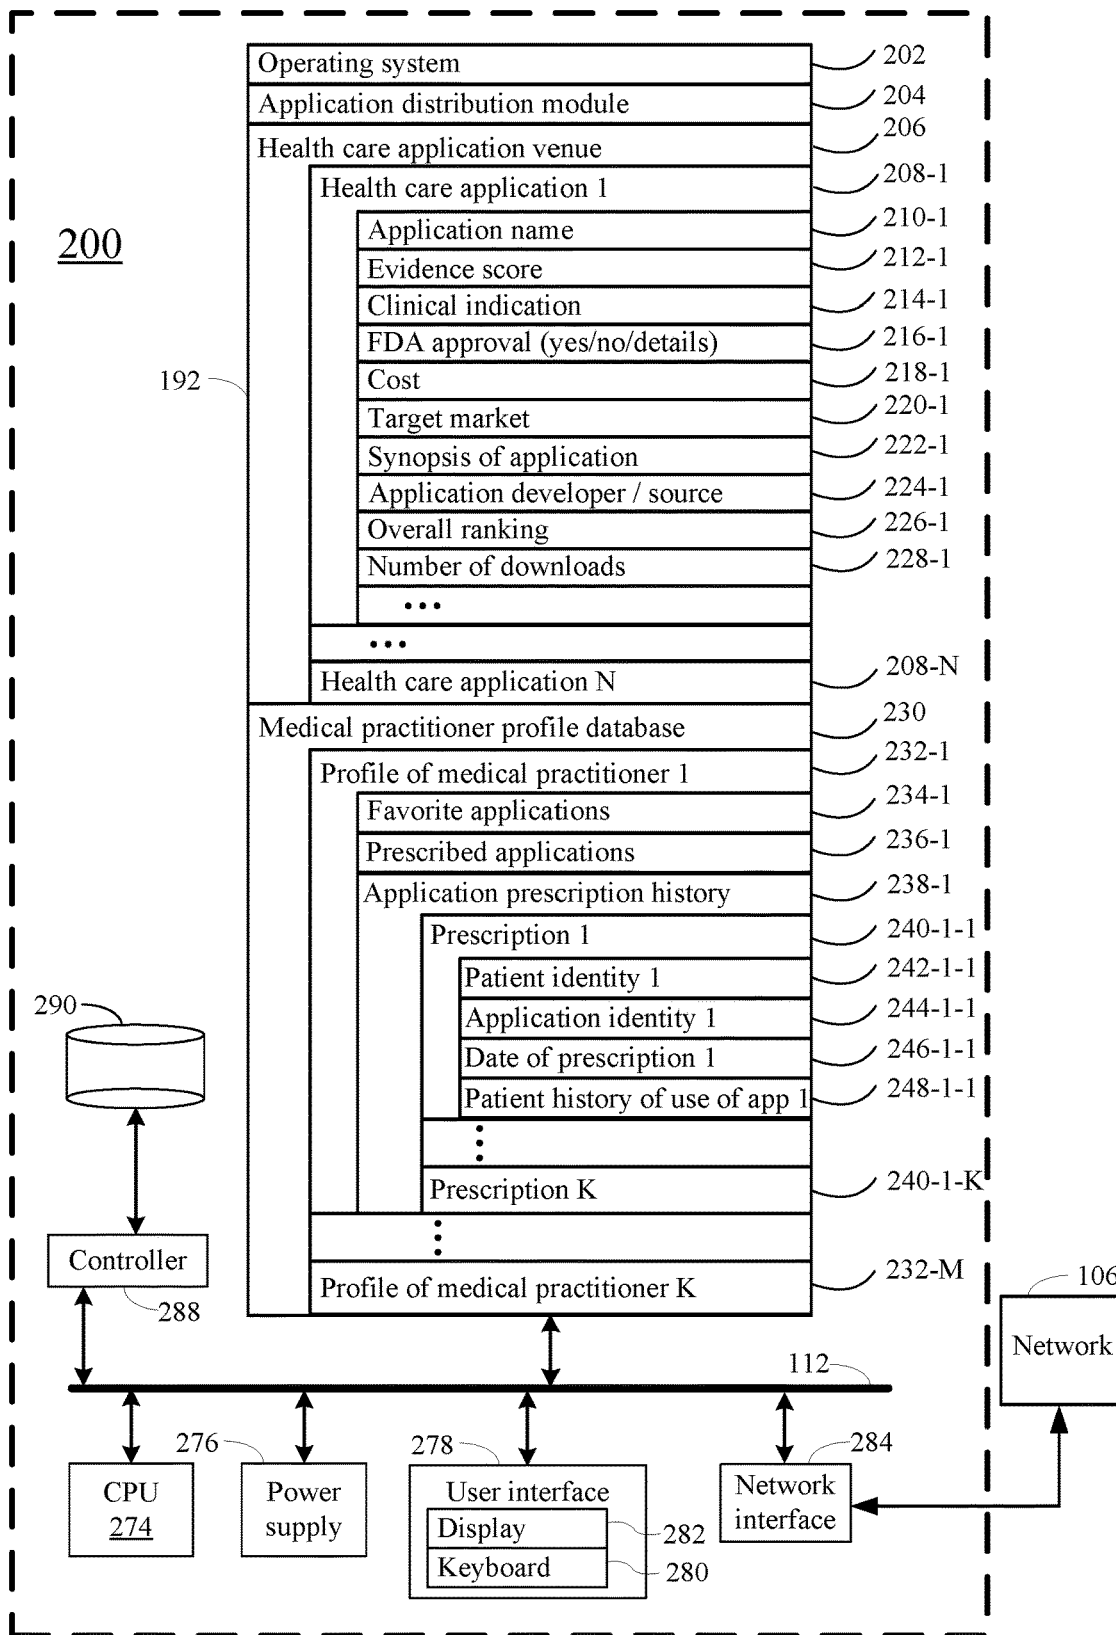 Operating system 202
Application distribution module 204
Health care application venue 206
Health care application 1 208-1
Application name 210-1
200
Evidence score 212-1
Clinical indication 214-1
FDA approval (yes/no/details) 216-1
192
Cost 218-1
Target market 220-1
Synopsis of application 222-1
Application developer / source 224-1
Overall ranking 226-1
Number of downloads 228-1
•••
•••
Health care application N 208-N
Medical practitioner profile database 230
Profile of medical practitioner 1 232-1
Favorite applications 234-1
Prescribed applications 236-1
Application prescription history 238-1
Prescription 1 240-1-1
Patient identity 1 242-1-1
290
Application identity 1 244-1-1
Date of prescription 1 246-1-1
Patient history of use of app 1 248-1-1
Prescription K 240-1-K
Controller
288
Profile of medical practitioner K 232-M
106
Network
112
276
278
284
CPU
274
Power
supply
User interface
Display 282
Keyboard 280
Network
interface